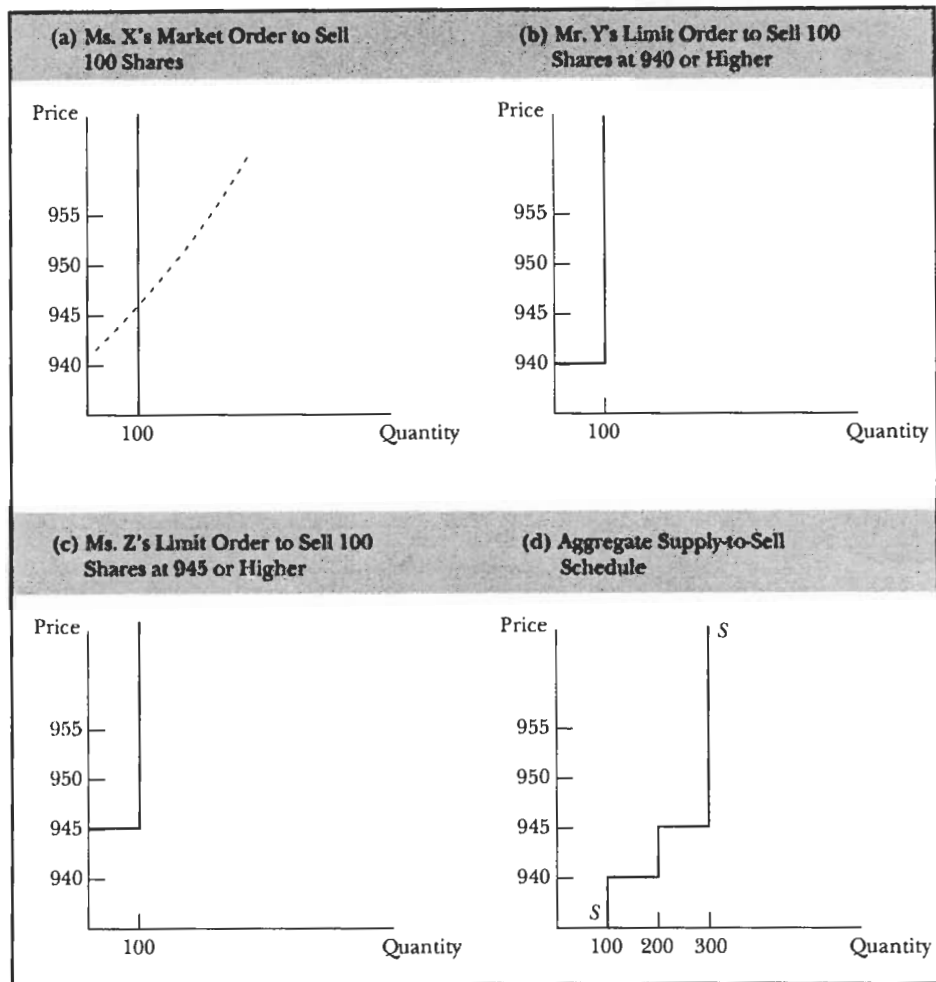 (a) Ms. X's Market Order to Sell
100 Shares
Price
955
950
945
940
100
Quantity
(b) Mr. Y's Limit Order to Sell 100
Shares at 940 or Higher
Price
955
950
945
940
100
Quantity
(c) Ms. Z's Limit Order to Sell 100
Shares at 945 or Higher
Price
955
950
945
940
100
Quantity
(d) Aggregate Supply-to-Sell
Schedule
Price
S
955
950
945
940
S
100 200 300
Quantity